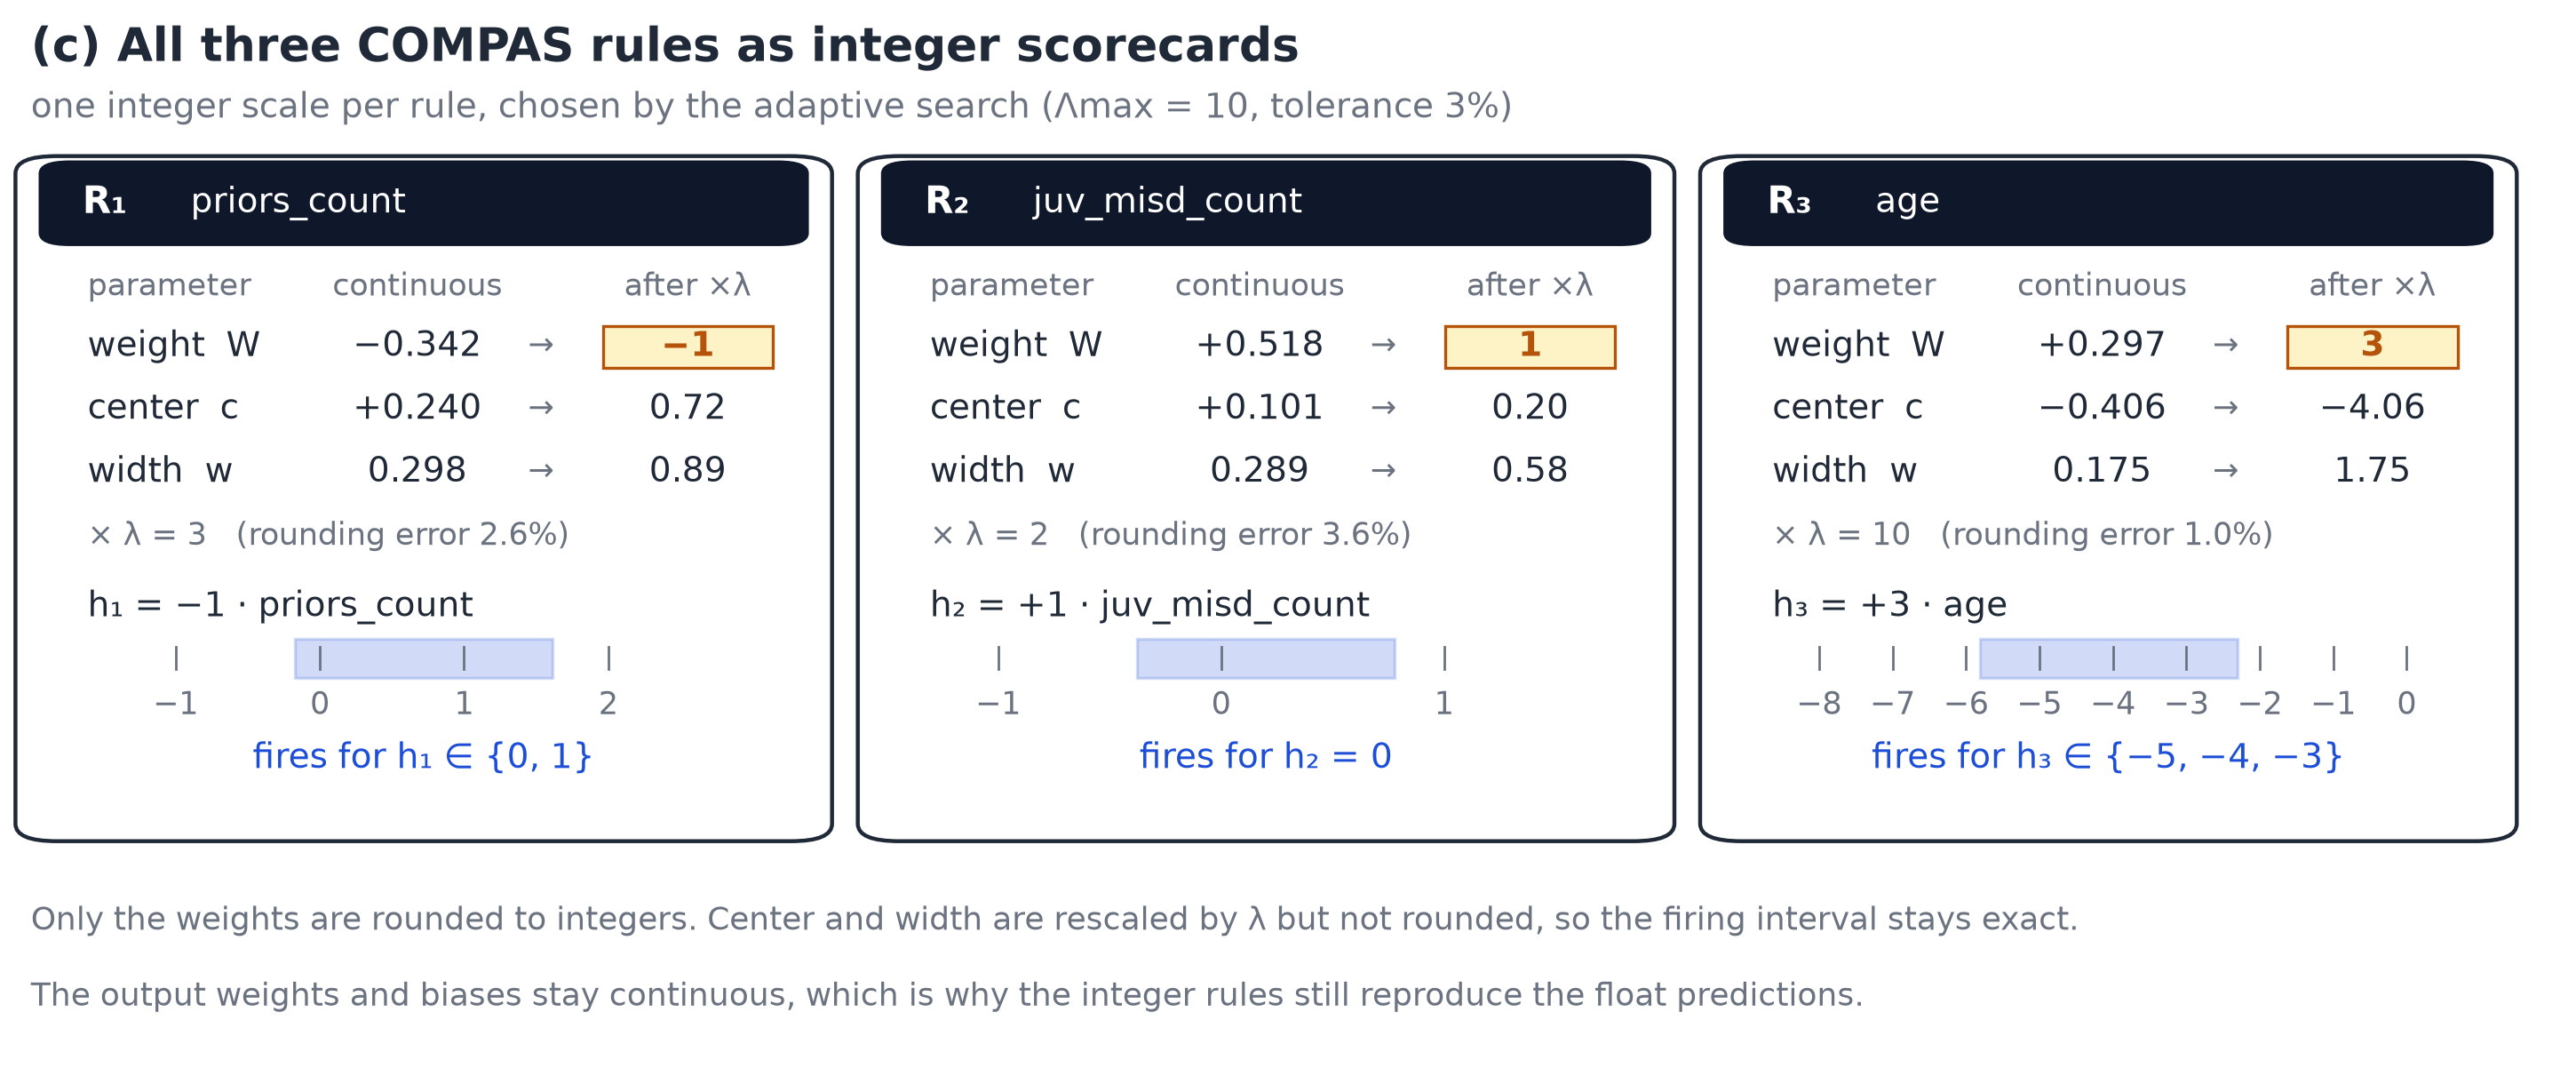 (c) All three COMPAS rules as integer scorecards
one integer scale per rule, chosen by the adaptive search (Λmax = 10, tolerance 3%)
R₁ priors_count
parameter continuous after ×λ
weight W −0.342 → −1
center c +0.240 → 0.72
width w 0.298 → 0.89
× λ = 3 (rounding error 2.6%)
h₁ = −1 · priors_count
−1 0 1 2
fires for h₁ ∈ {0, 1}
R₂ juv_misd_count
parameter continuous after ×λ
weight W +0.518 → 1
center c +0.101 → 0.20
width w 0.289 → 0.58
× λ = 2 (rounding error 3.6%)
h₂ = +1 · juv_misd_count
−1 0 1
fires for h₂ = 0
R₃ age
parameter continuous after ×λ
weight W +0.297 → 3
center c −0.406 → −4.06
width w 0.175 → 1.75
× λ = 10 (rounding error 1.0%)
h₃ = +3 · age
−8 −7 −6 −5 −4 −3 −2 −1 0
fires for h₃ ∈ {−5, −4, −3}
Only the weights are rounded to integers. Center and width are rescaled by λ but not rounded, so the firing interval stays exact.
The output weights and biases stay continuous, which is why the integer rules still reproduce the float predictions.